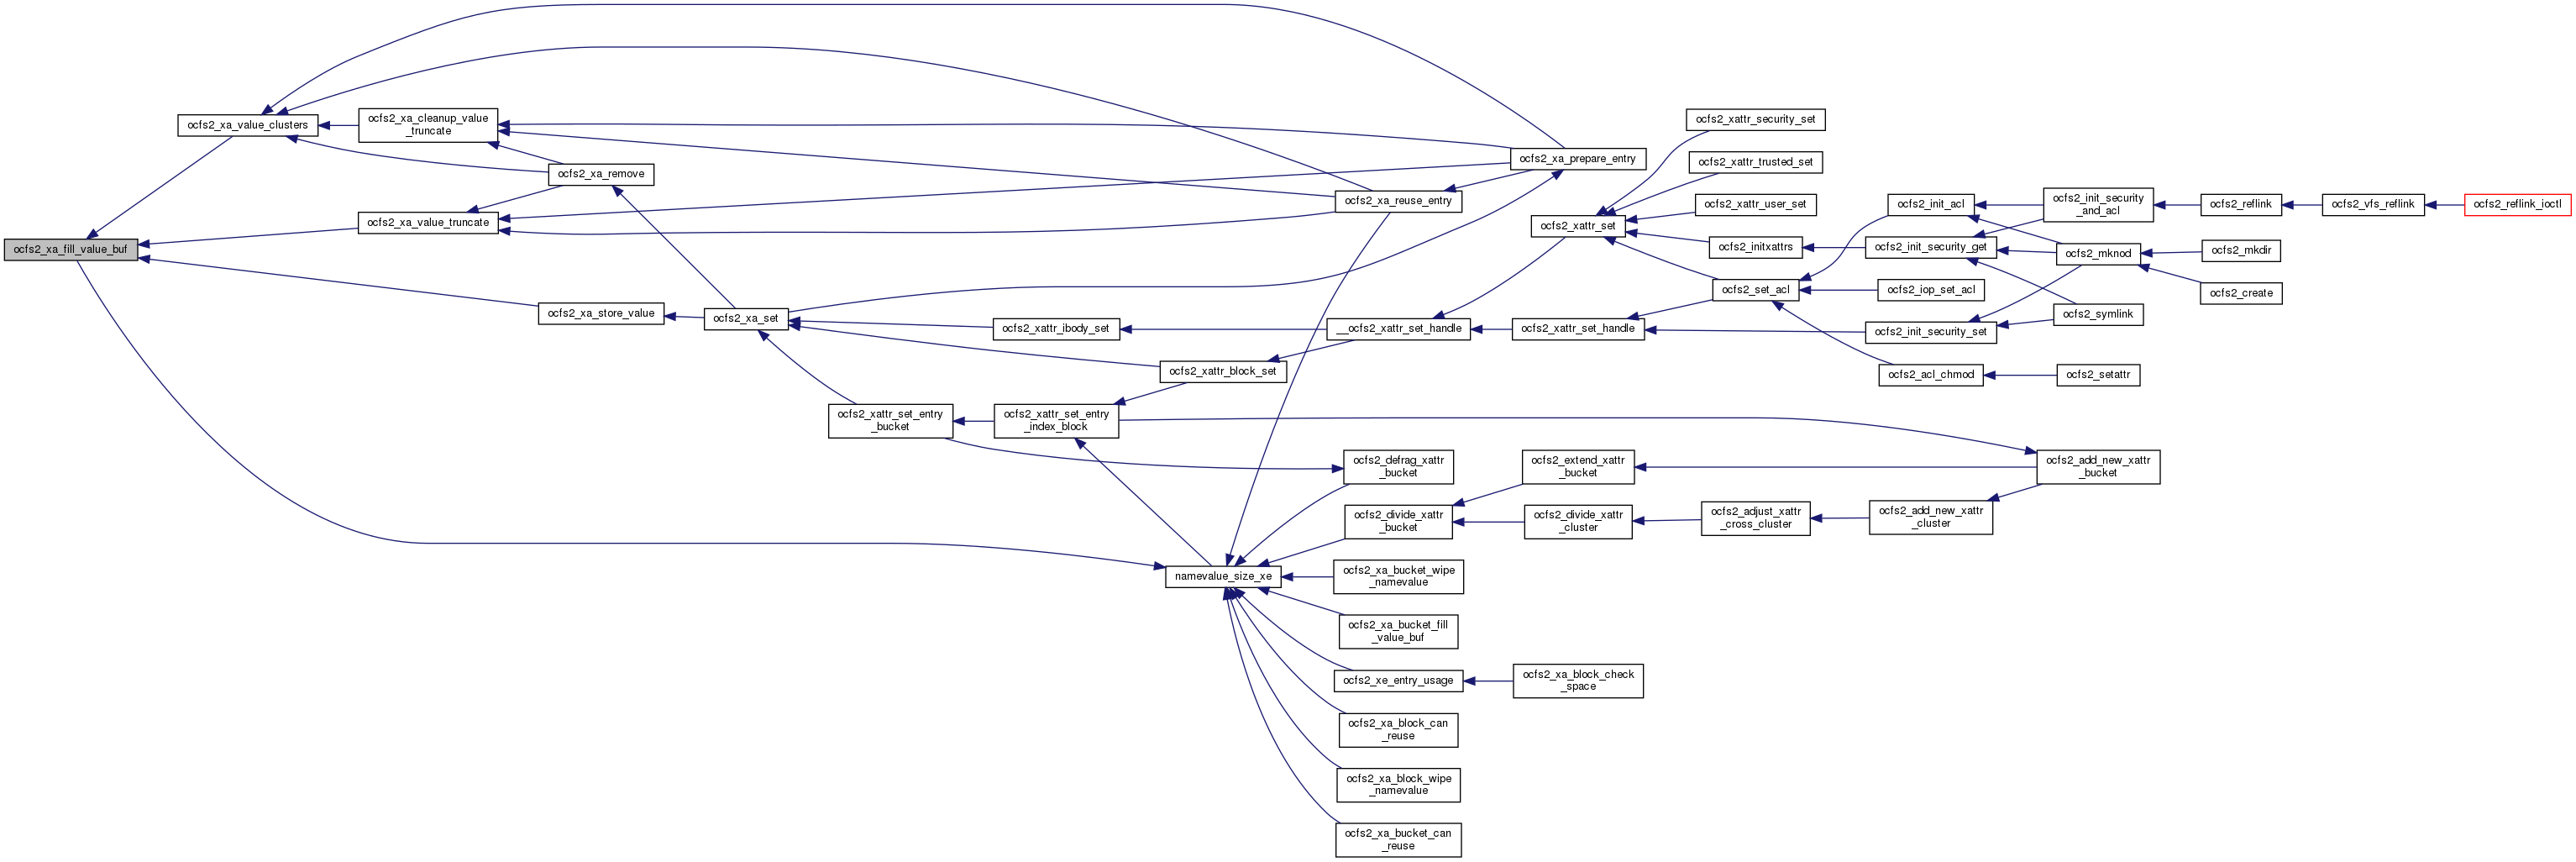 ocfs2_xa_fill_value_buf
ocfs2_xa_value_clusters
ocfs2_xa_cleanup_value
_truncate
ocfs2_xa_value_truncate
ocfs2_xa_remove
ocfs2_xa_store_value
ocfs2_xa_set
ocfs2_xattr_set_entry
_bucket
ocfs2_xattr_ibody_set
ocfs2_xattr_block_set
ocfs2_xattr_set_entry
_index_block
namevalue_size_xe
ocfs2_xa_reuse_entry
__ocfs2_xattr_set_handle
ocfs2_defrag_xattr
_bucket
ocfs2_divide_xattr
_bucket
ocfs2_xa_bucket_wipe
_namevalue
ocfs2_xa_bucket_fill
_value_buf
ocfs2_xe_entry_usage
ocfs2_xa_block_can
_reuse
ocfs2_xa_block_wipe
_namevalue
ocfs2_xa_bucket_can
_reuse
ocfs2_xa_prepare_entry
ocfs2_xattr_set
ocfs2_xattr_set_handle
ocfs2_extend_xattr
_bucket
ocfs2_divide_xattr
_cluster
ocfs2_xa_block_check
_space
ocfs2_xattr_security_set
ocfs2_xattr_trusted_set
ocfs2_xattr_user_set
ocfs2_initxattrs
ocfs2_set_acl
ocfs2_adjust_xattr
_cross_cluster
ocfs2_init_acl
ocfs2_init_security_get
ocfs2_iop_set_acl
ocfs2_init_security_set
ocfs2_acl_chmod
ocfs2_add_new_xattr
_cluster
ocfs2_init_security
_and_acl
ocfs2_mknod
ocfs2_symlink
ocfs2_setattr
ocfs2_add_new_xattr
_bucket
ocfs2_reflink
ocfs2_mkdir
ocfs2_create
ocfs2_vfs_reflink
ocfs2_reflink_ioctl